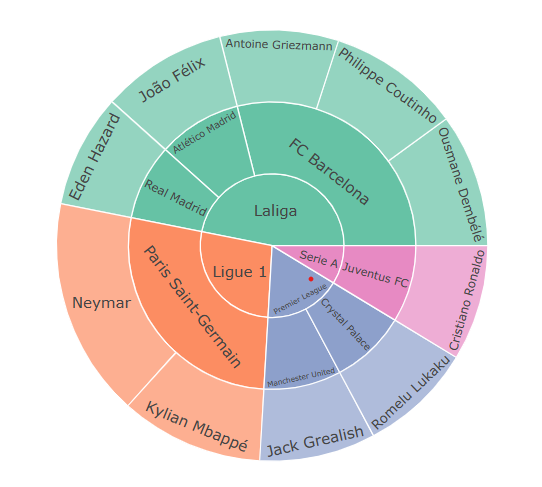 Antoine Griezmann
João Félix
Philippe Coutinho
Atlético Madrid
Eden Hazard
FC Barcelona
Ousmane Dembélé
Real Madrid
Laliga
Ligue 1
Serie A
Juventus FC
Cristiano Ronaldo
Neymar
Paris Saint-Germain
Premier League
Crystal Palace
Manchester United
Romelu Lukaku
Kylian Mbappé
Jack Grealish